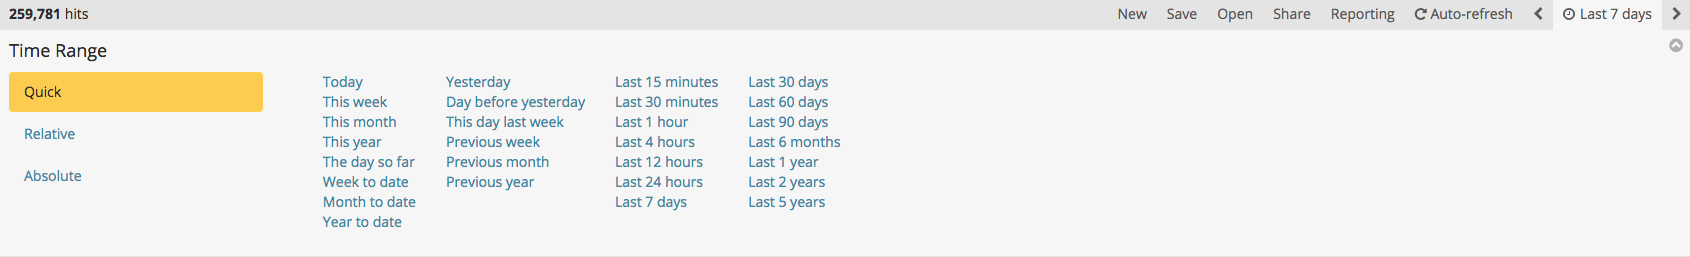 259,781 hits
New Save Open Share Reporting Auto-refresh Last 7 days
Time Range
Quick
Relative
Absolute
Today
This week
This month
This year
The day so far
Week to date
Month to date
Year to date
Yesterday
Day before yesterday
This day last week
Previous week
Previous month
Previous year
Last 15 minutes
Last 30 minutes
Last 1 hour
Last 4 hours
Last 12 hours
Last 24 hours
Last 7 days
Last 30 days
Last 60 days
Last 90 days
Last 6 months
Last 1 year
Last 2 years
Last 5 years